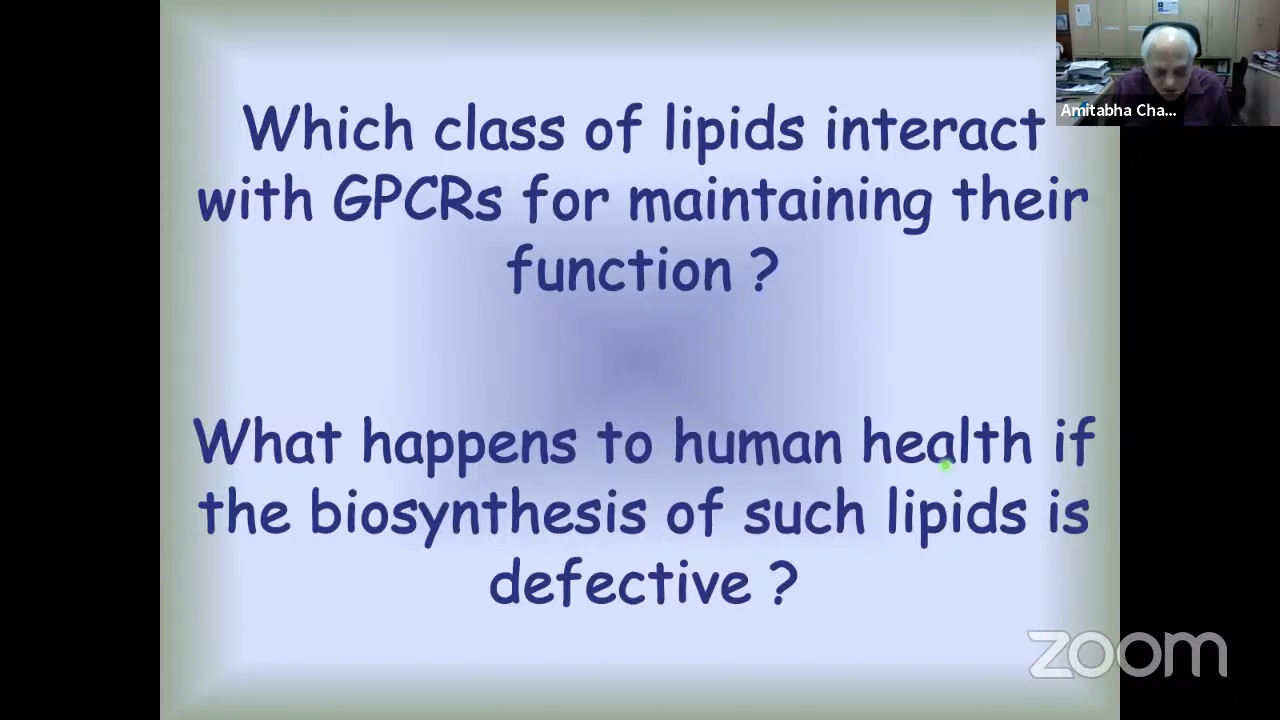 Which class of lipids interact
with GPCRs for maintaining their
function ?
What happens to human health if
the biosynthesis of such lipids is
defective ?
Amitabha Cha...
zoom